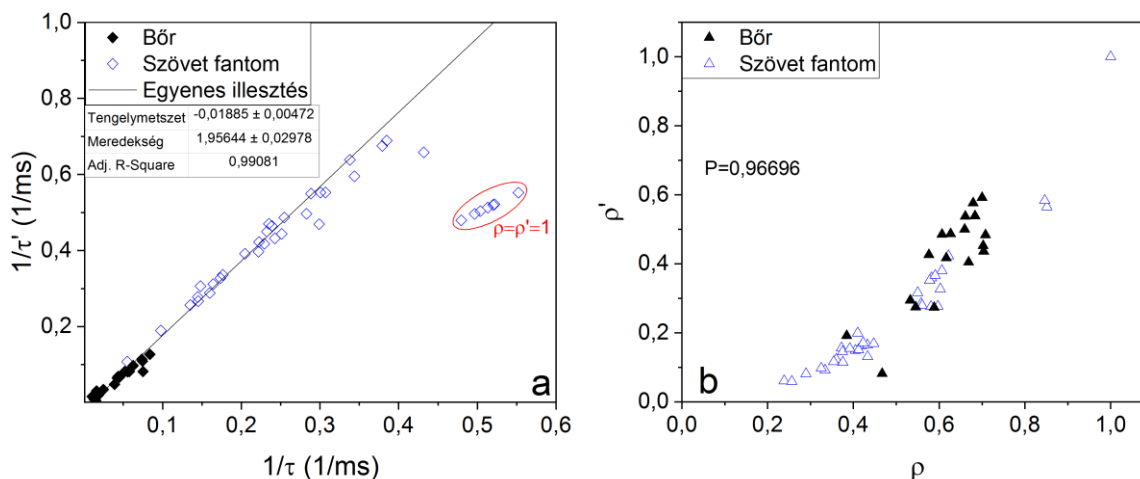 1,0
0,8
0,6
0,4
0,2
0,1
0,2
0,3
0,4
0,5
0,6
1/τ' (1/ms)
1/τ (1/ms)
Bőr
Szövet fantom
Egyenes illesztés
Tengelymetszet -0,01885 ± 0,00472
Meredekség 1,95644 ± 0,02978
Adj. R-Square 0,99081
ρ=ρ'=1
a
1,0
0,8
0,6
0,4
0,2
0,0
0,0
0,2
0,4
0,6
0,8
1,0
ρ'
ρ
Bőr
Szövet fantom
P=0,96696
b